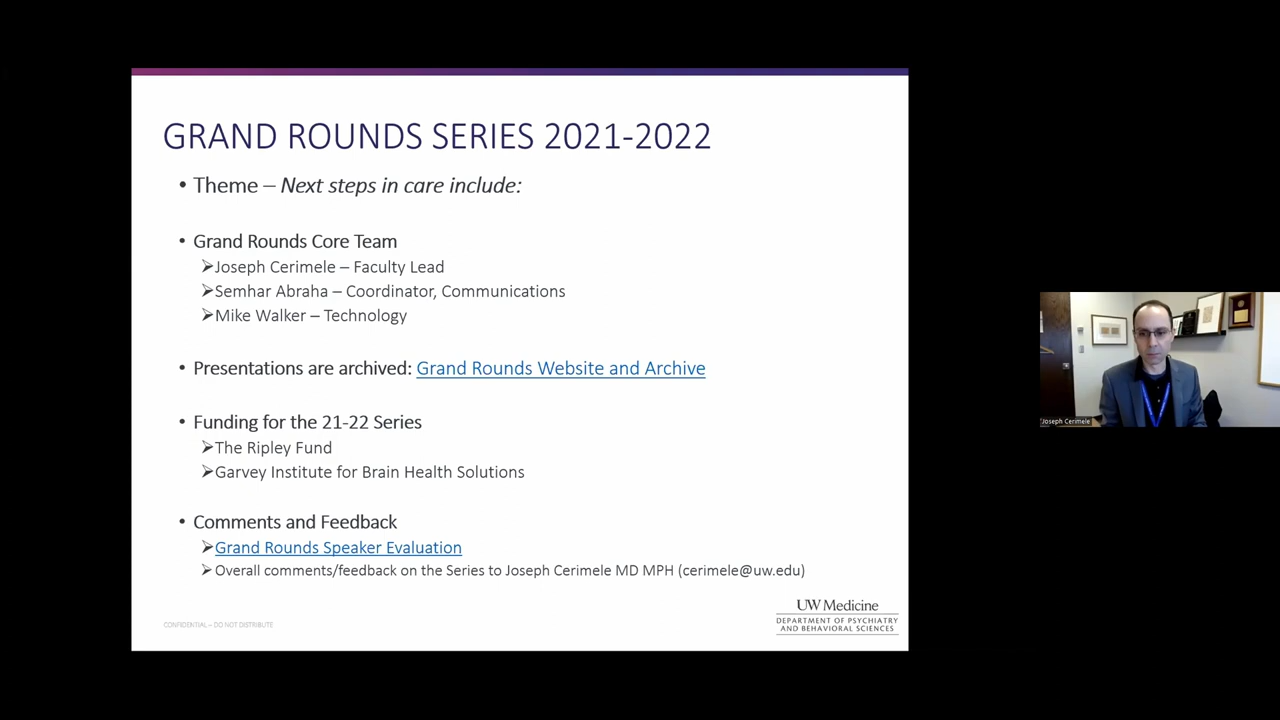 GRAND ROUNDS SERIES 2021-2022
• Theme – Next steps in care include:
• Grand Rounds Core Team
➢Joseph Cerimele – Faculty Lead
➢Semhar Abraha – Coordinator, Communications
➢Mike Walker – Technology
• Presentations are archived: Grand Rounds Website and Archive
• Funding for the 21-22 Series
➢The Ripley Fund
➢Garvey Institute for Brain Health Solutions
• Comments and Feedback
➢Grand Rounds Speaker Evaluation
➢Overall comments/feedback on the Series to Joseph Cerimele MD MPH (cerimele@uw.edu)
CONFIDENTIAL – DO NOT DISTRIBUTE
UW Medicine
DEPARTMENT OF PSYCHIATRY
AND BEHAVIORAL SCIENCES
Joseph Cerimele